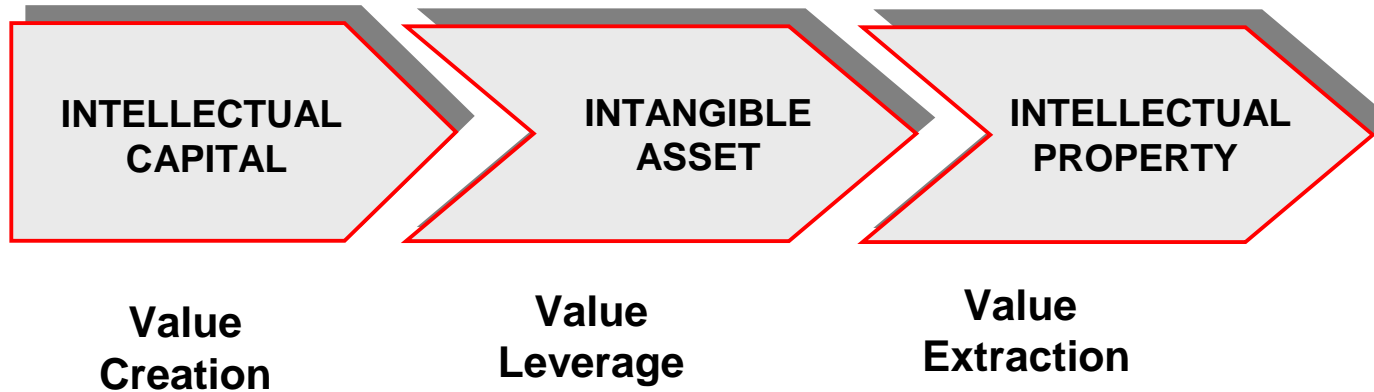 INTELLECTUAL
CAPITAL
INTANGIBLE
ASSET
INTELLECTUAL
PROPERTY
Value
Creation
Value
Leverage
Value
Extraction